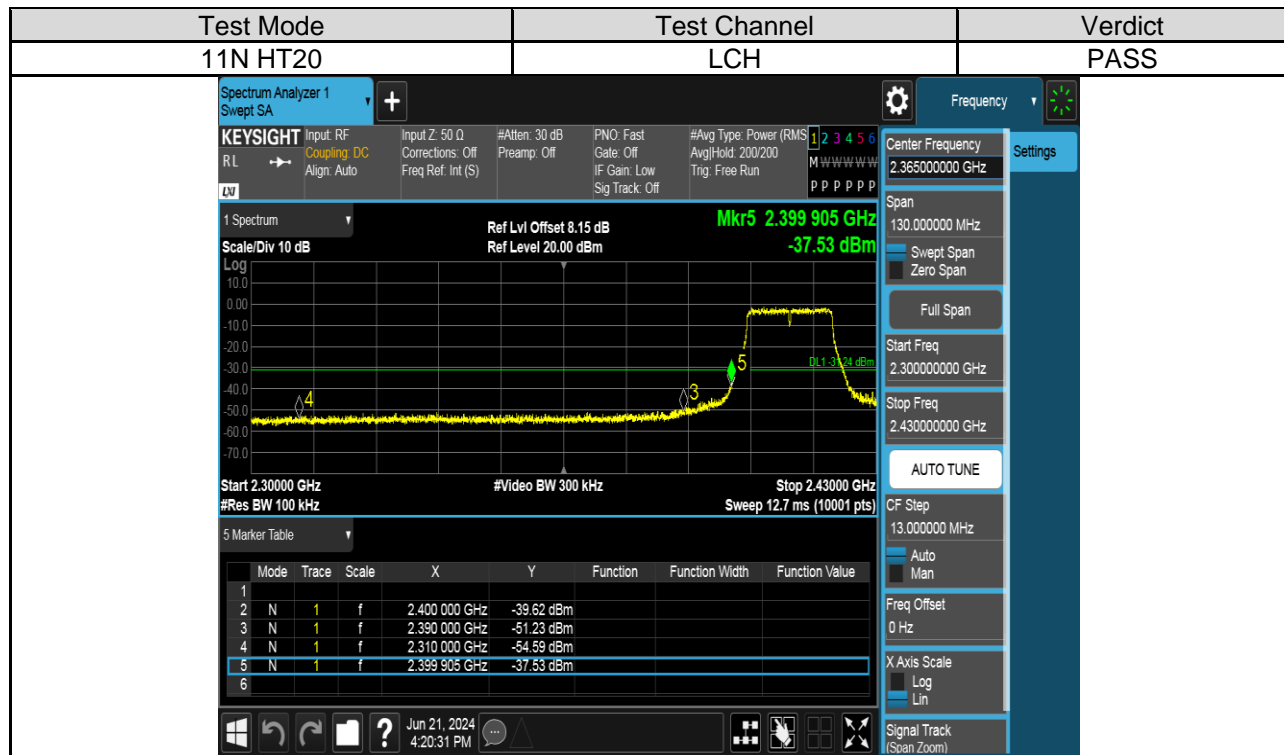 Test Mode Test Channel Verdict
11N HT20 LCH PASS
Spectrum Analyzer 1
Swept SA
Frequency
KEYSIGHT
RL
LXI
Input: RF
Coupling: DC
Align: Auto
Input Z: 50 Ω
Corrections: Off
Freq Ref: Int (S)
#Atten: 30 dB
Preamp: Off
PNO: Fast
Gate: Off
IF Gain: Low
Sig Track: Off
#Avg Type: Power (RMS
Avg|Hold: 200/200
Trig: Free Run
1 2 3 4 5 6
M W W W W W
P P P P P P
1 Spectrum
Scale/Div 10 dB
Ref Lvl Offset 8.15 dB
Ref Level 20.00 dBm
Mkr5 2.399 905 GHz
-37.53 dBm
Log
10.0
0.00
-10.0
-20.0
-30.0
-40.0
-50.0
-60.0
-70.0
DL1 -31.24 dBm
4
3
5
Start 2.30000 GHz #Video BW 300 kHz Stop 2.43000 GHz
#Res BW 100 kHz Sweep 12.7 ms (10001 pts)
5 Marker Table
Mode Trace Scale X Y Function Function Width Function Value
1
2 N 1 f 2.400 000 GHz -39.62 dBm
3 N 1 f 2.390 000 GHz -51.23 dBm
4 N 1 f 2.310 000 GHz -54.59 dBm
5 N 1 f 2.399 905 GHz -37.53 dBm
6
Jun 21, 2024
4:20:31 PM
Center Frequency
2.365000000 GHz
Settings
Span
130.000000 MHz
Swept Span
Zero Span
Full Span
Start Freq
2.300000000 GHz
Stop Freq
2.430000000 GHz
AUTO TUNE
CF Step
13.000000 MHz
Auto
Man
Freq Offset
0 Hz
X Axis Scale
Log
Lin
Signal Track
(Span Zoom)